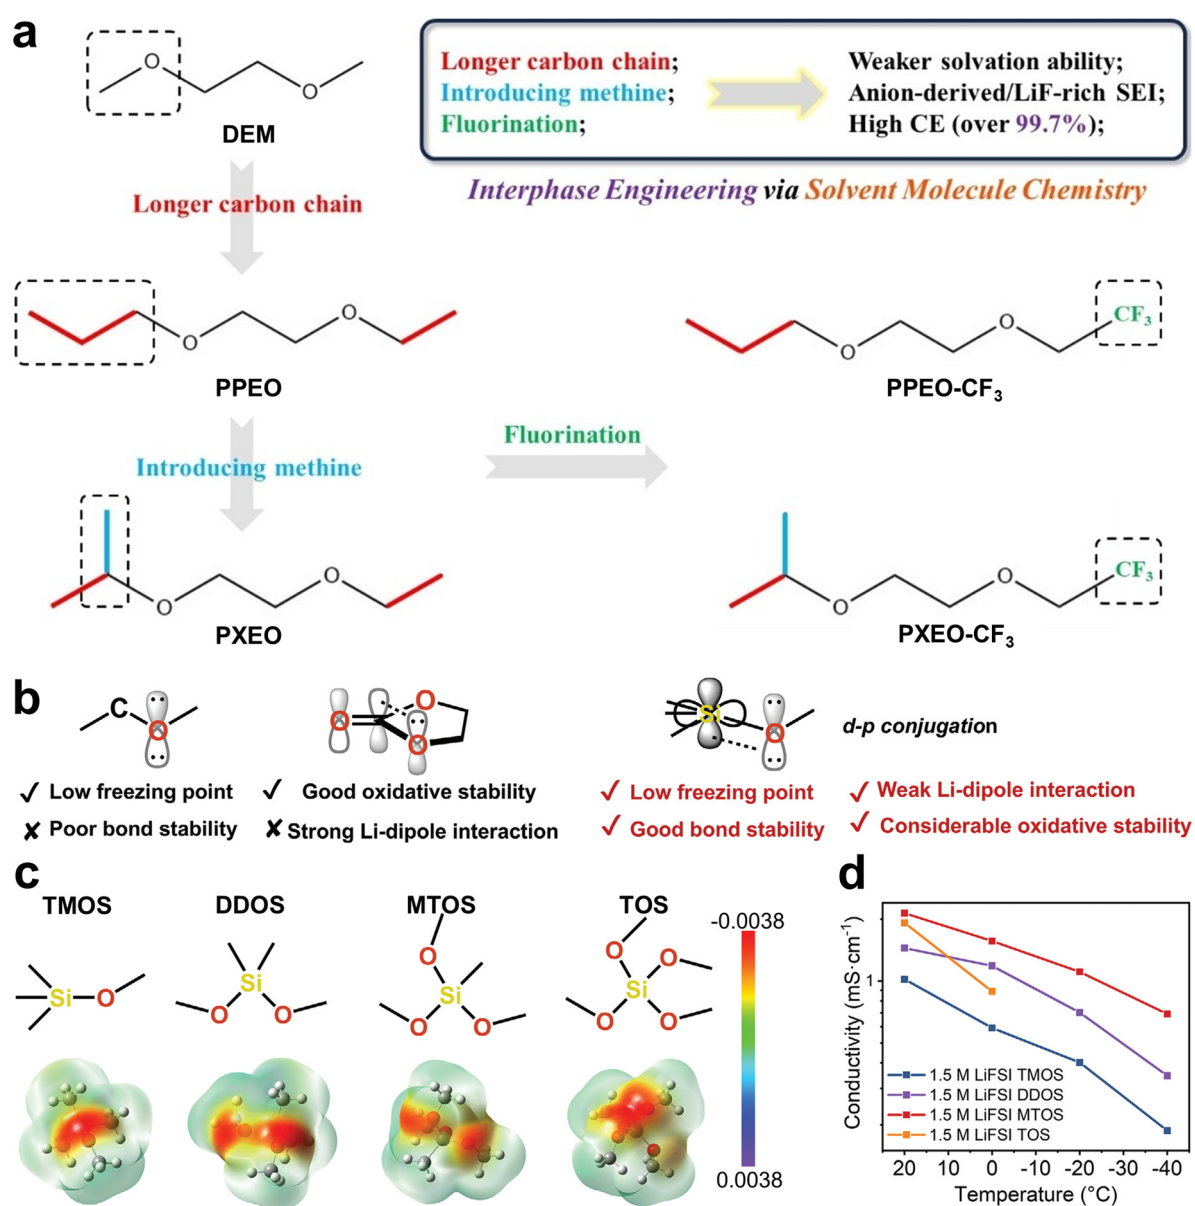 a
DEM
Longer carbon chain;
Introducing methine;
Fluorination;
Weaker solvation ability;
Anion-derived/LiF-rich SEI;
High CE (over 99.7%);
Interphase Engineering via Solvent Molecule Chemistry
O
O
Longer carbon chain
O
O
PPEO
O
O
CF3
PPEO-CF3
Introducing methine
Fluorination
O
O
PXEO
O
O
CF3
PXEO-CF3
b
C
O
O
O
O
Si
O
d-p conjugation
✓ Low freezing point
✘ Poor bond stability
✓ Good oxidative stability
✘ Strong Li-dipole interaction
✓ Low freezing point
✓ Good bond stability
✓ Weak Li-dipole interaction
✓ Considerable oxidative stability
c
TMOS
DDOS
MTOS
TOS
Si
O
Si
O
O
O
Si
O
O
O
O
Si
O
O
-0.0038
0.0038
d
Conductivity (mS·cm-1)
1
1.5 M LiFSI TMOS
1.5 M LiFSI DDOS
1.5 M LiFSI MTOS
1.5 M LiFSI TOS
20 0 -10 -20 -30 -40
Temperature (°C)